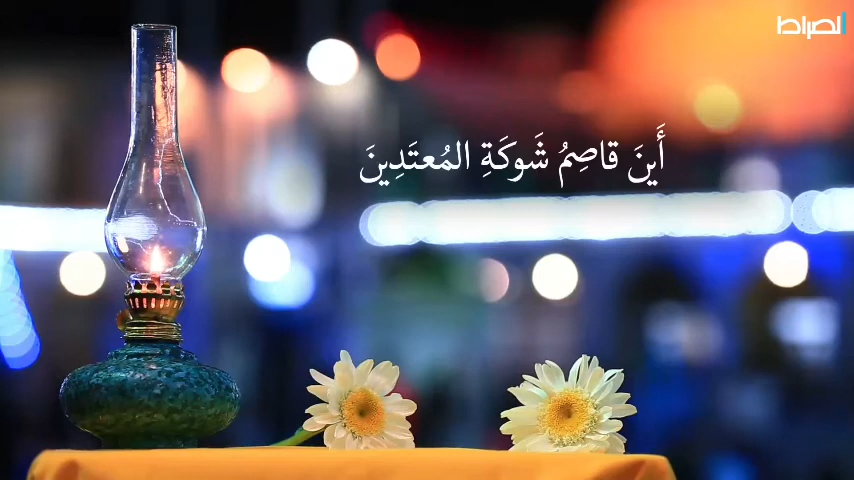 الصراط
أَينَ قاصِمُ شَوكَةِ المُعتَدِينَ